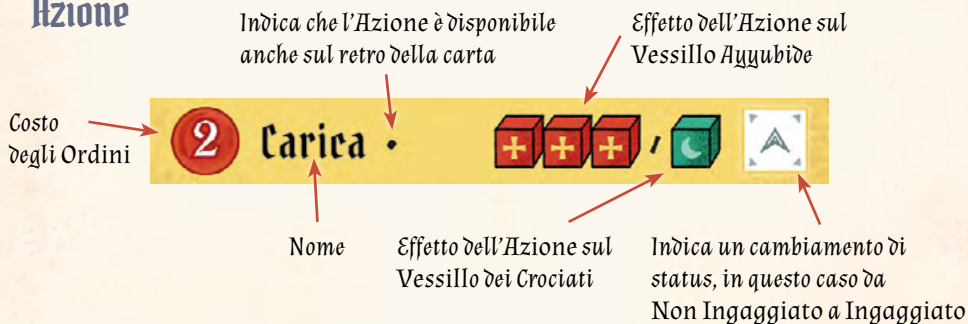 Azione
Indica che l'Azione è disponibile
anche sul retro della carta
Effetto dell'Azione sul
Vessillo Ayyubide
Costo
degli Ordini
2 Carica •
/
Nome
Effetto dell'Azione sul
Vessillo dei Crociati
Indica un cambiamento di
status, in questo caso da
Non Ingaggiato a Ingaggiato